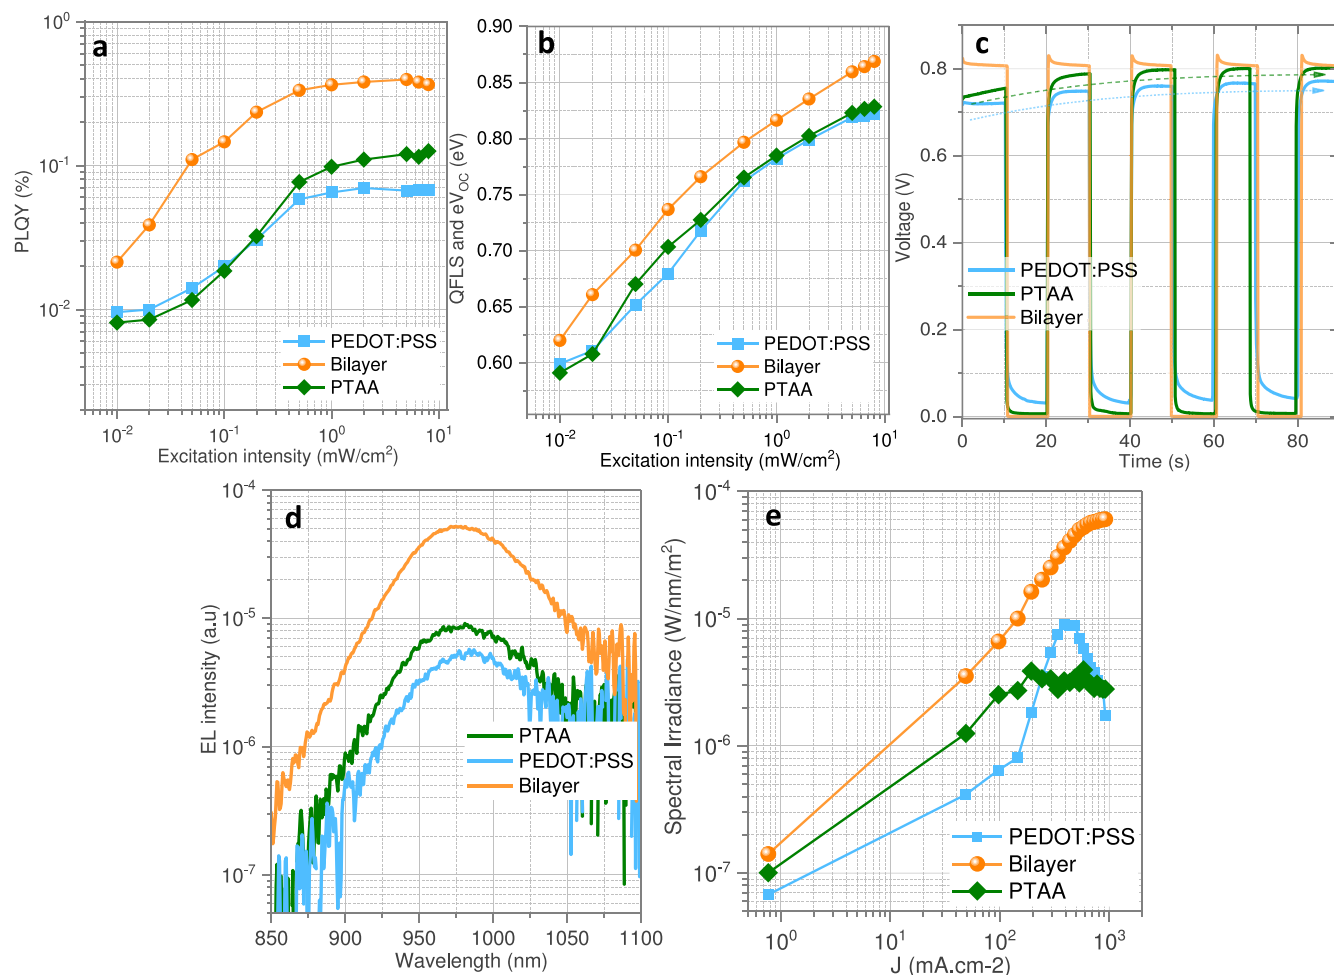 a
10^0
10^-1
10^-2
PLQY (%)
PEDOT:PSS
Bilayer
PTAA
10^-2
10^-1
10^0
10^1
Excitation intensity (mW/cm²)
b
0.90
0.85
0.80
0.75
0.70
0.65
0.60
QFLS and eV_OC (eV)
PEDOT:PSS
Bilayer
PTAA
10^-2
10^-1
10^0
10^1
Excitation intensity (mW/cm²)
c
0.8
0.6
0.4
0.2
0.0
Voltage (V)
PEDOT:PSS
PTAA
Bilayer
0
20
40
60
80
Time (s)
d
10^-4
10^-5
10^-6
10^-7
EL intensity (a.u)
PTAA
PEDOT:PSS
Bilayer
850
900
950
1000
1050
1100
Wavelength (nm)
e
10^-4
10^-5
10^-6
10^-7
Spectral Irradiance (W/nm/m²)
PEDOT:PSS
Bilayer
PTAA
10^0
10^1
10^2
10^3
J (mA.cm-2)